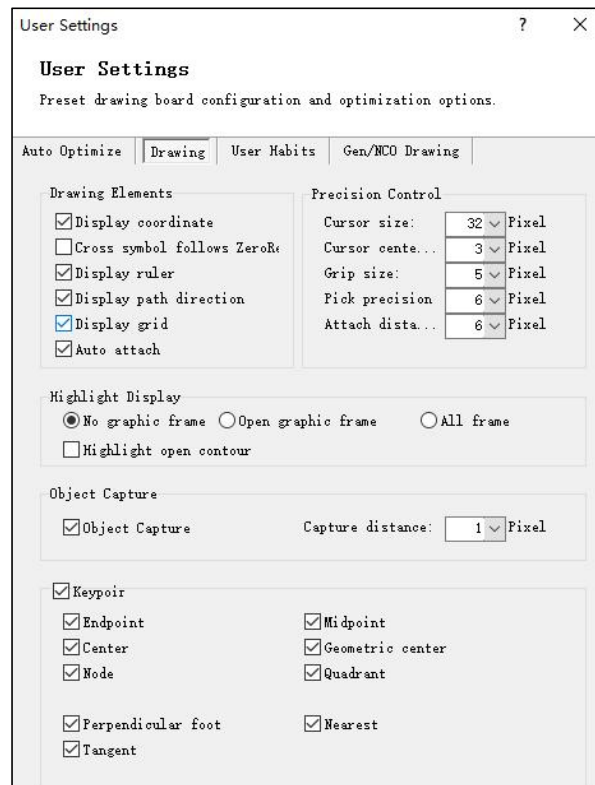 User Settings ? ×
User Settings
Preset drawing board configuration and optimization options.
Auto Optimize Drawing User Habits Gen/NCO Drawing
Drawing Elements
Display coordinate
Cross symbol follows ZeroRe
Display ruler
Display path direction
Display grid
Auto attach
Precision Control
Cursor size: 32 Pixel
Cursor cente... 3 Pixel
Grip size: 5 Pixel
Pick precision 6 Pixel
Attach dista... 6 Pixel
Highlight Display
No graphic frame Open graphic frame All frame
Highlight open contour
Object Capture
Object Capture Capture distance: 1 Pixel
Keypoir
Endpoint Midpoint
Center Geometric center
Node Quadrant
Perpendicular foot Nearest
Tangent